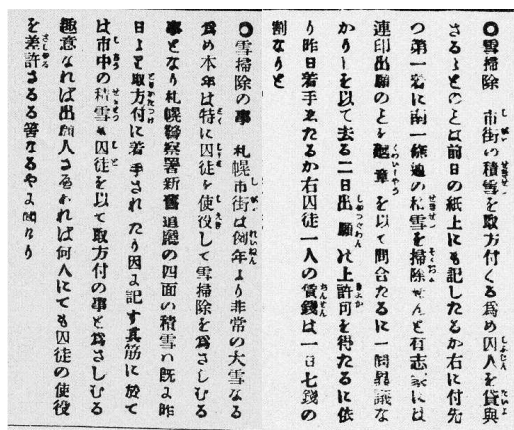 ◯雪掃除 市街の積雪を取方付くる爲め囚人を貸與
さるゝとのとは前日の紙上にも記したるか右に付先
つ第一着に南一條通の積雪を掃除せんと有志家には
連印出願のとを廻章を以て問合たるに一同異議な
かりしを以て去る二日出願の上許可を得たるに依
り昨日着手したるか右囚徒一人の賃錢は一日七錢の
割なりと
◯雪掃除の事 札幌市街は例年より非常の大雪なる
爲め本年は特に囚徒を使役して雪掃除を爲さしむる
事となり札幌警察署新舊道廳の四面の積雪は既に昨
日より取方付に着手されたり因に記す其筋に於て
は市中の積雪も囚徒を以て取方付の事を爲さしむる
趣意なれば出願人さへあれば何人にても囚徒の使役
を差許さるる筈なるやに聞けり